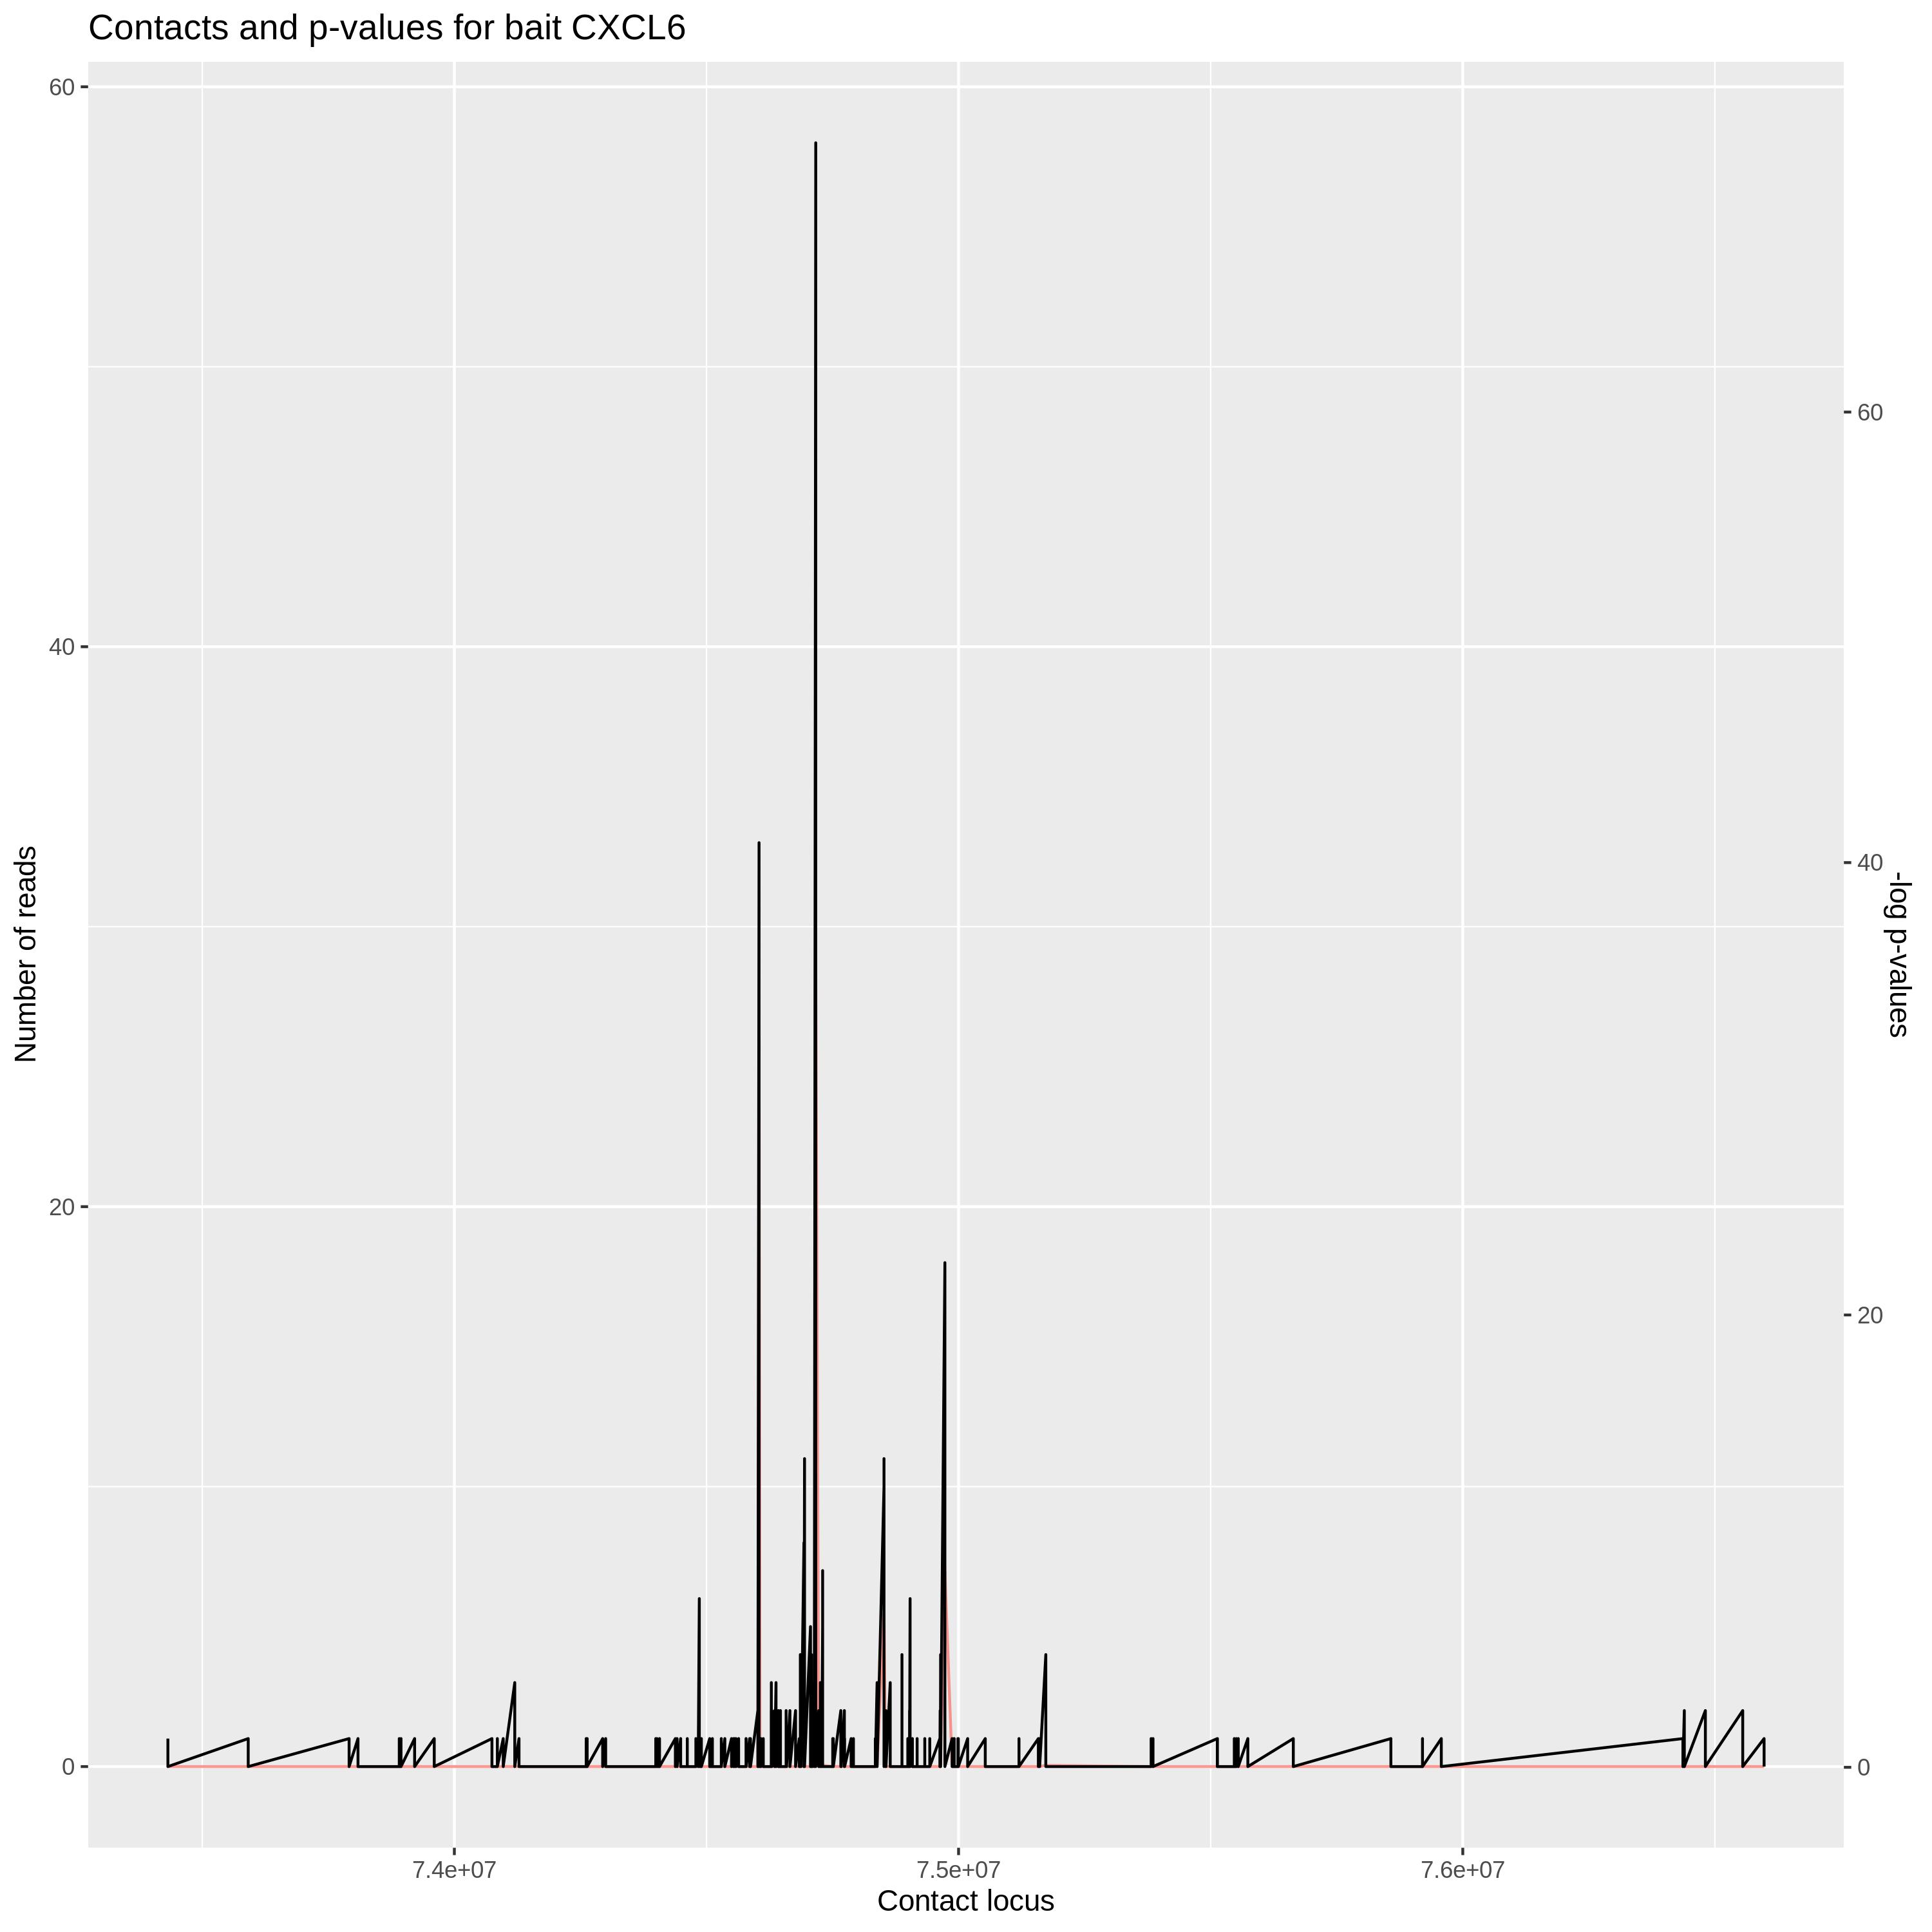 Contacts and p-values for bait CXCL6
60
40
20
0
Number of reads
60
40
20
0
-log p-values
7.4e+07 7.5e+07 7.6e+07
Contact locus